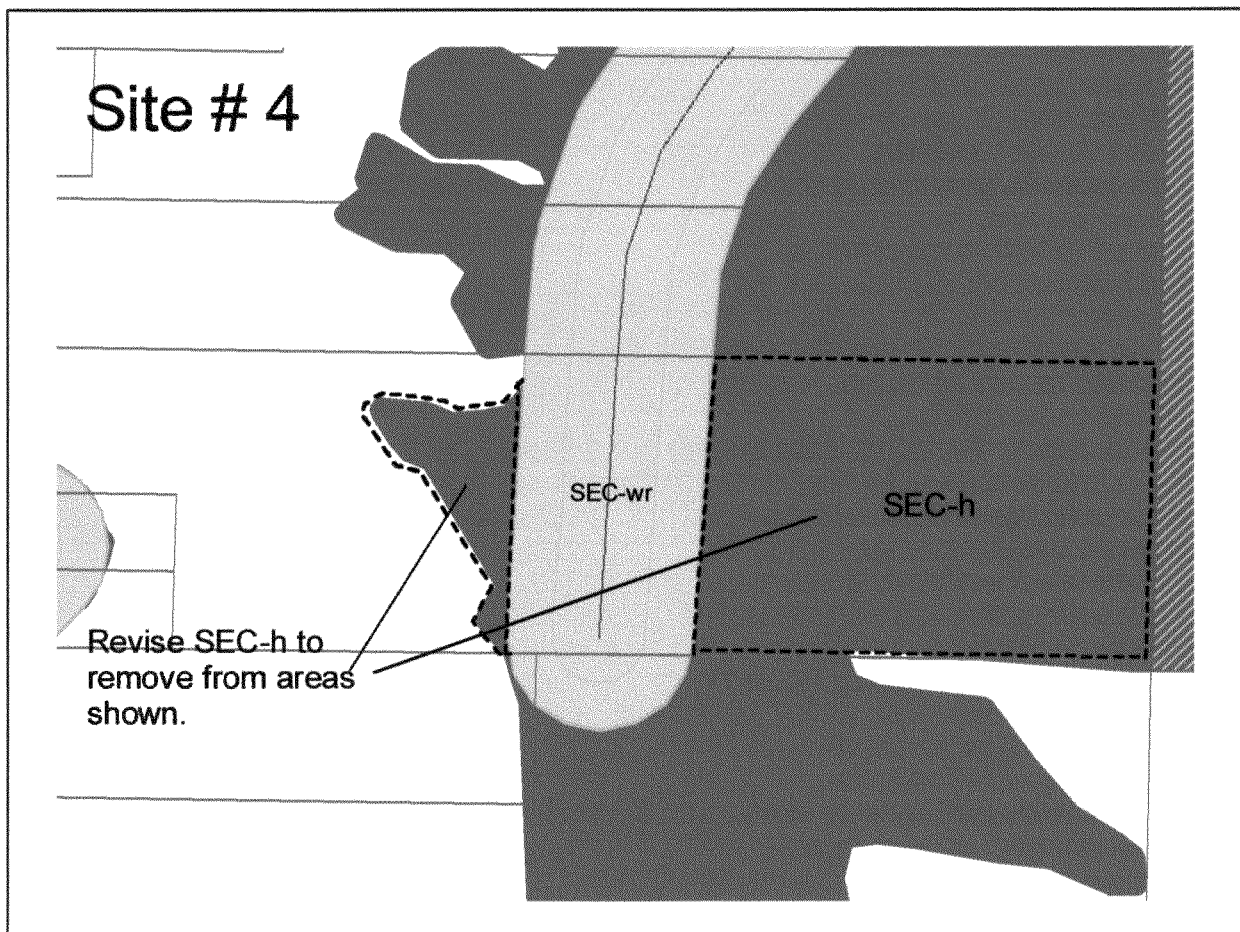 Site # 4
SEC-wr
SEC-h
Revise SEC-h to
remove from areas
shown.